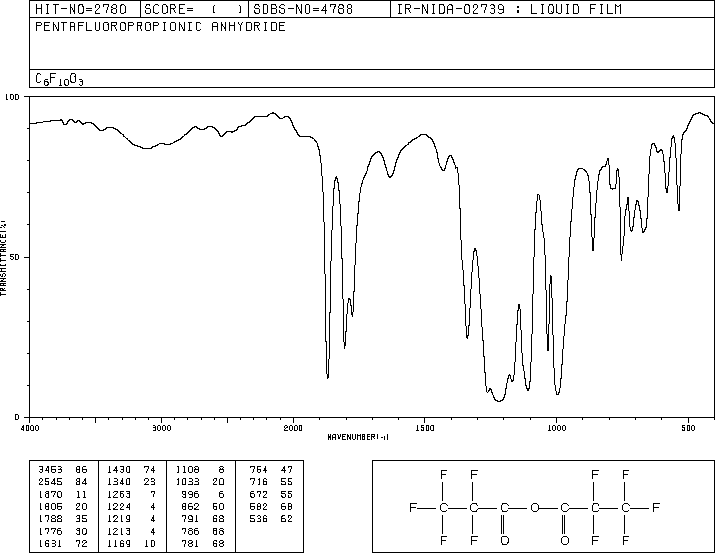 HIT-NO=2780 SCORE= ( ) SDBS-NO=4788 IR-NIDA-02739 : LIQUID FILM
PENTAFLUOROPROPIONIC ANHYDRIDE
C6F10O3
100
50
0
TRANSMITTANCE(%)
4000 3000 2000 1500 1000 500
WAVENUMBER(-1)
3453 86 1430 74 1108 8 754 47
2545 84 1340 23 1033 20 716 55
1870 11 1263 7 996 6 672 55
1805 20 1224 4 862 50 582 68
1788 35 1219 4 791 68 536 62
1776 30 1213 4 786 68
1631 72 1169 10 781 68
F F F F
F C C C O C C C F
F F O O F F